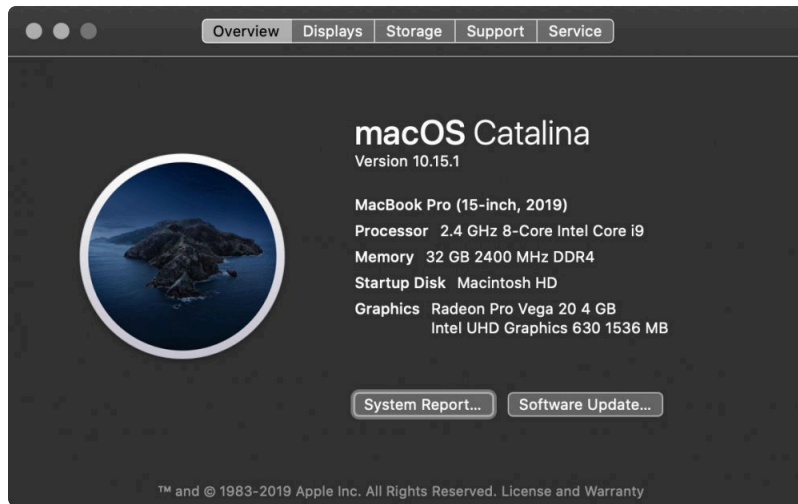 Overview Displays Storage Support Service
macOS Catalina
Version 10.15.1
MacBook Pro (15-inch, 2019)
Processor 2.4 GHz 8-Core Intel Core i9
Memory 32 GB 2400 MHz DDR4
Startup Disk Macintosh HD
Graphics Radeon Pro Vega 20 4 GB
Intel UHD Graphics 630 1536 MB
System Report... Software Update...
™ and © 1983-2019 Apple Inc. All Rights Reserved. License and Warranty